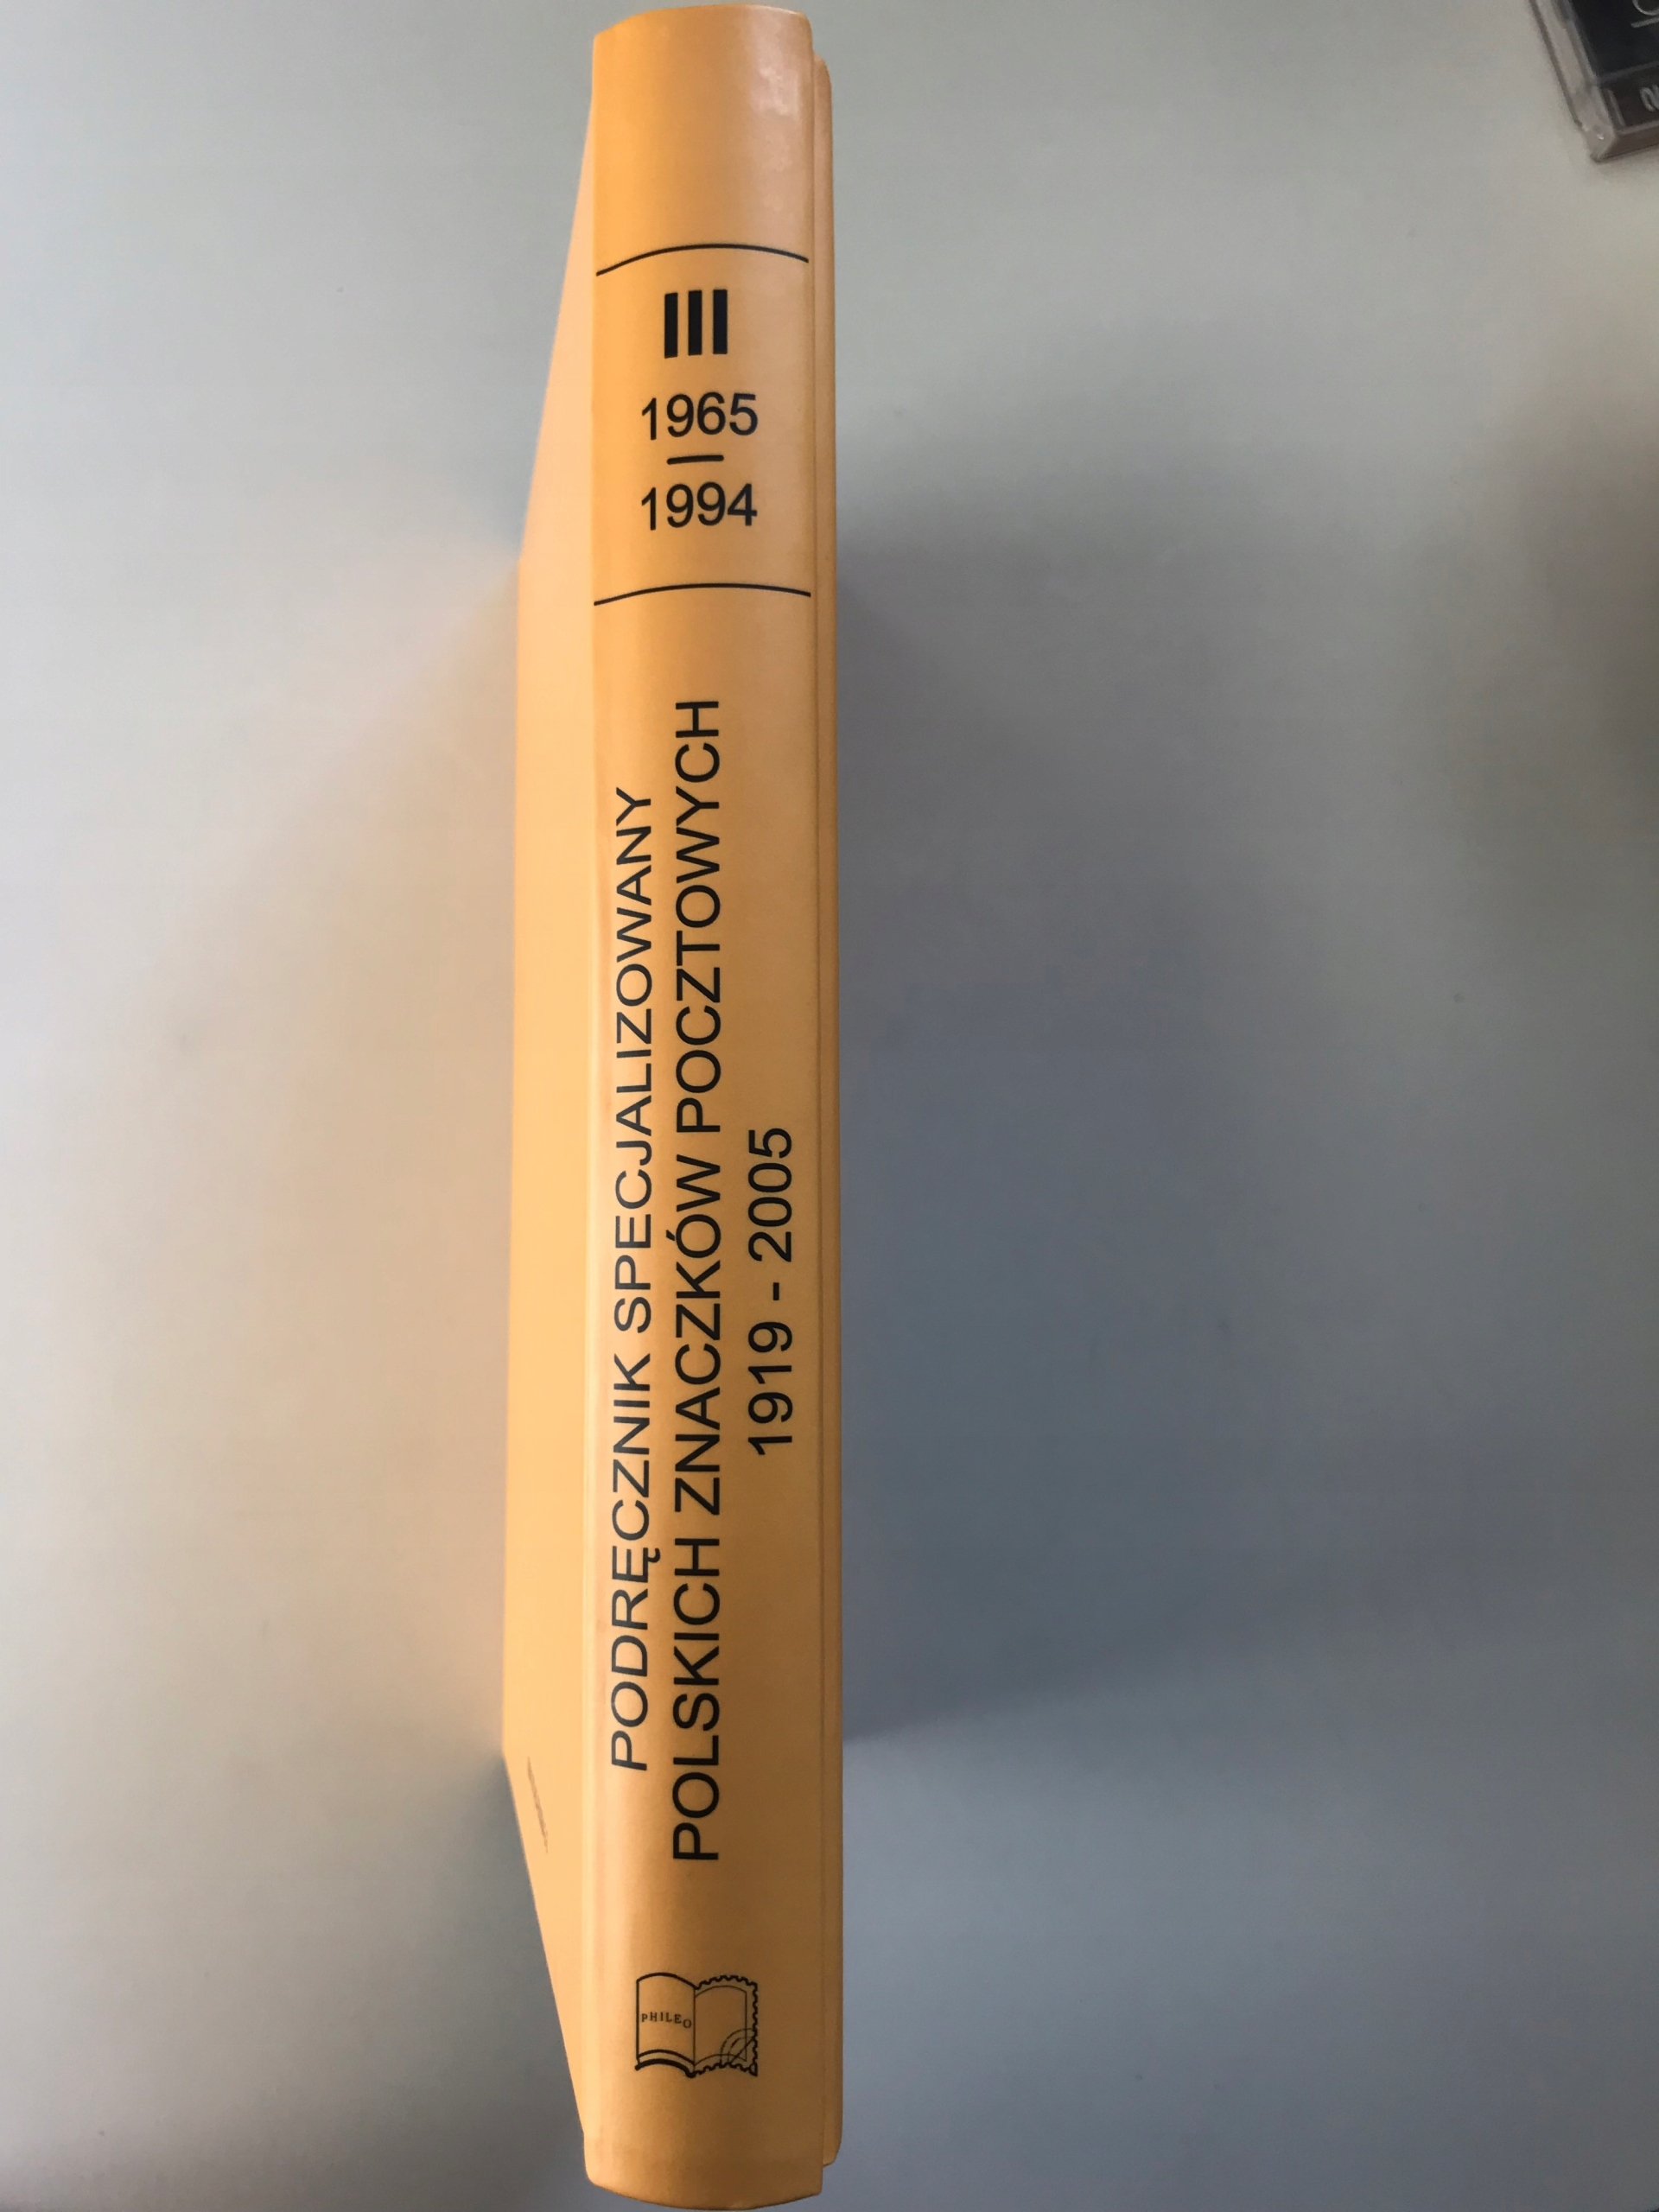 III
1965
—
1994
PODRĘCZNIK SPECJALIZOWANY
POLSKICH ZNACZKÓW POCZTOWYCH
1919 - 2005
PHILEO